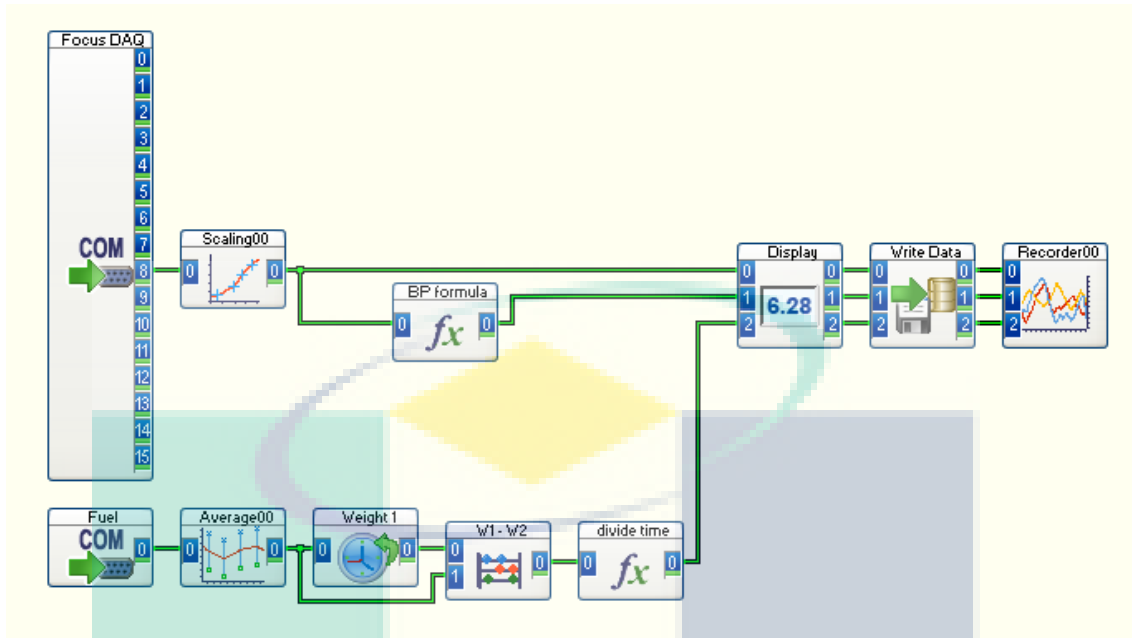 Focus DAQ
0
1
2
3
4
5
6
7
8
9
10
11
12
13
14
15
COM
Scaling00
0 0
BP formula
0 fx 0
Display
0 0
1 6.28 1
2 2
Write Data
0 0
1 1
2 2
Recorder00
0
1
2
Fuel
COM
0
Average00
0 0
Weight 1
0 0
W1 - W2
0 0
1
divide time
0 fx 0